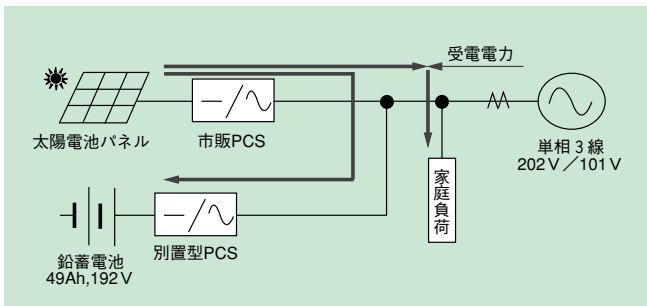 受電電力
太陽電池パネル
市販PCS
単相3線
202V/101V
家庭負荷
鉛蓄電池
49Ah,192V
別置型PCS